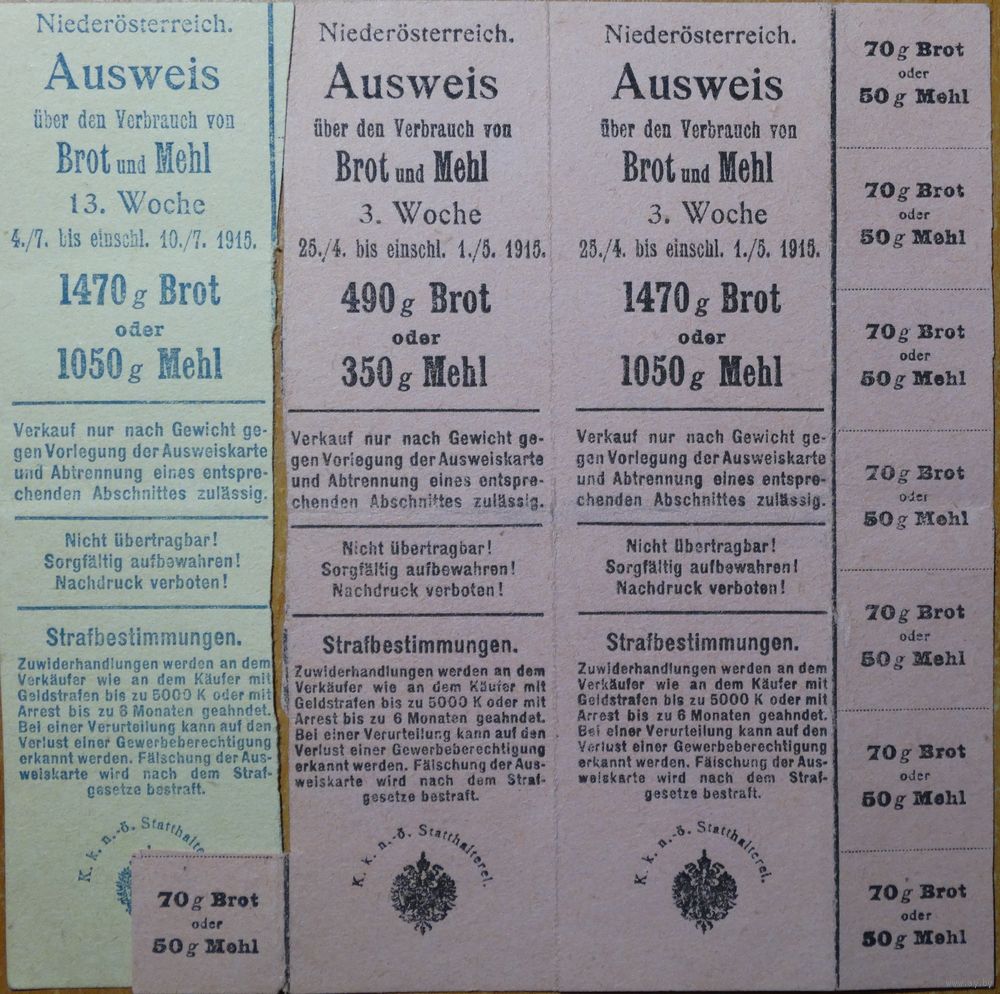 Niederösterreich.
Ausweis
über den Verbrauch von
Brot und Mehl
13. Woche
4./7. bis einschl. 10./7. 1915.
1470 g Brot
oder
1050 g Mehl
Verkauf nur nach Gewicht ge-
gen Vorlegung der Ausweiskarte
und Abtrennung eines entspre-
chenden Abschnittes zulässig.
Nicht übertragbar!
Sorgfältig aufbewahren!
Nachdruck verboten!
Strafbestimmungen.
Zuwiderhandlungen werden an dem
Verkäufer wie an dem Käufer mit
Geldstrafen bis zu 5000 K oder mit
Arrest bis zu 6 Monaten geahndet.
Bei einer Verurteilung kann auf den
Verlust einer Gewerbeberechtigung
erkannt werden. Fälschung der Aus-
weiskarte wird nach dem Straf-
gesetze bestraft.
K. k. n.-ö. Statthalte
70 g Brot
oder
50 g Mehl
Niederösterreich.
Ausweis
über den Verbrauch von
Brot und Mehl
3. Woche
25./4. bis einschl. 1./5. 1915.
490 g Brot
oder
350 g Mehl
Verkauf nur nach Gewicht ge-
gen Vorlegung der Ausweiskarte
und Abtrennung eines entspre-
chenden Abschnittes zulässig.
Nicht übertragbar!
Sorgfältig aufbewahren!
Nachdruck verboten!
Strafbestimmungen.
Zuwiderhandlungen werden an dem
Verkäufer wie an dem Käufer mit
Geldstrafen bis zu 5000 K oder mit
Arrest bis zu 6 Monaten geahndet.
Bei einer Verurteilung kann auf den
Verlust einer Gewerbeberechtigung
erkannt werden. Fälschung der Aus-
weiskarte wird nach dem Straf-
gesetze bestraft.
K. k. n.-ö. Statthalterei.
Niederösterreich.
Ausweis
über den Verbrauch von
Brot und Mehl
3. Woche
25./4. bis einschl. 1./5. 1915.
1470 g Brot
oder
1050 g Mehl
Verkauf nur nach Gewicht ge-
gen Vorlegung der Ausweiskarte
und Abtrennung eines entspre-
chenden Abschnittes zulässig.
Nicht übertragbar!
Sorgfältig aufbewahren!
Nachdruck verboten!
Strafbestimmungen.
Zuwiderhandlungen werden an dem
Verkäufer wie an dem Käufer mit
Geldstrafen bis zu 5000 K oder mit
Arrest bis zu 6 Monaten geahndet.
Bei einer Verurteilung kann auf den
Verlust einer Gewerbeberechtigung
erkannt werden. Fälschung der Aus-
weiskarte wird nach dem Straf-
gesetze bestraft.
K. k. n.-ö. Statthalterei.
70 g Brot
oder
50 g Mehl
70 g Brot
oder
50 g Mehl
70 g Brot
oder
50 g Mehl
70 g Brot
oder
50 g Mehl
70 g Brot
oder
50 g Mehl
70 g Brot
oder
50 g Mehl
70 g Brot
oder
50 g Mehl
www.ay.by